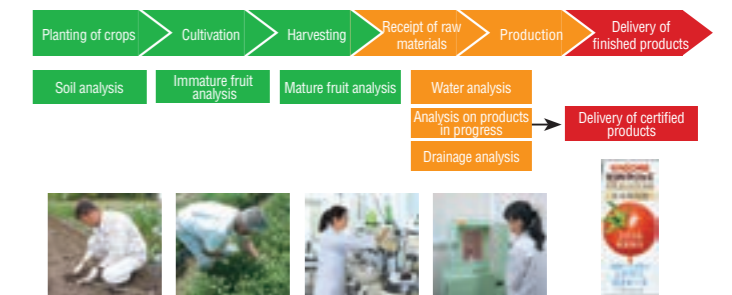 Planting of crops
Cultivation
Harvesting
Receipt of raw
materials
Production
Delivery of
finished products
Soil analysis
Immature fruit
analysis
Mature fruit analysis
Water analysis
Analysis on products
in progress
Drainage analysis
Delivery of certified
products